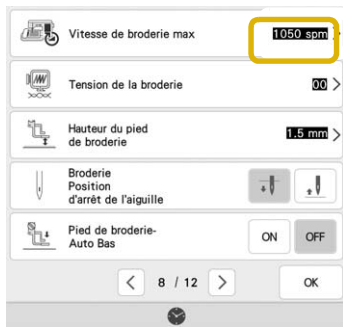 Vitesse de broderie max
1050 spm
Tension de la broderie
00
Hauteur du pied
de broderie
1.5 mm
Broderie
Position
d'arrêt de l'aiguille
Pied de broderie-
Auto Bas
ON
OFF
8 / 12
OK